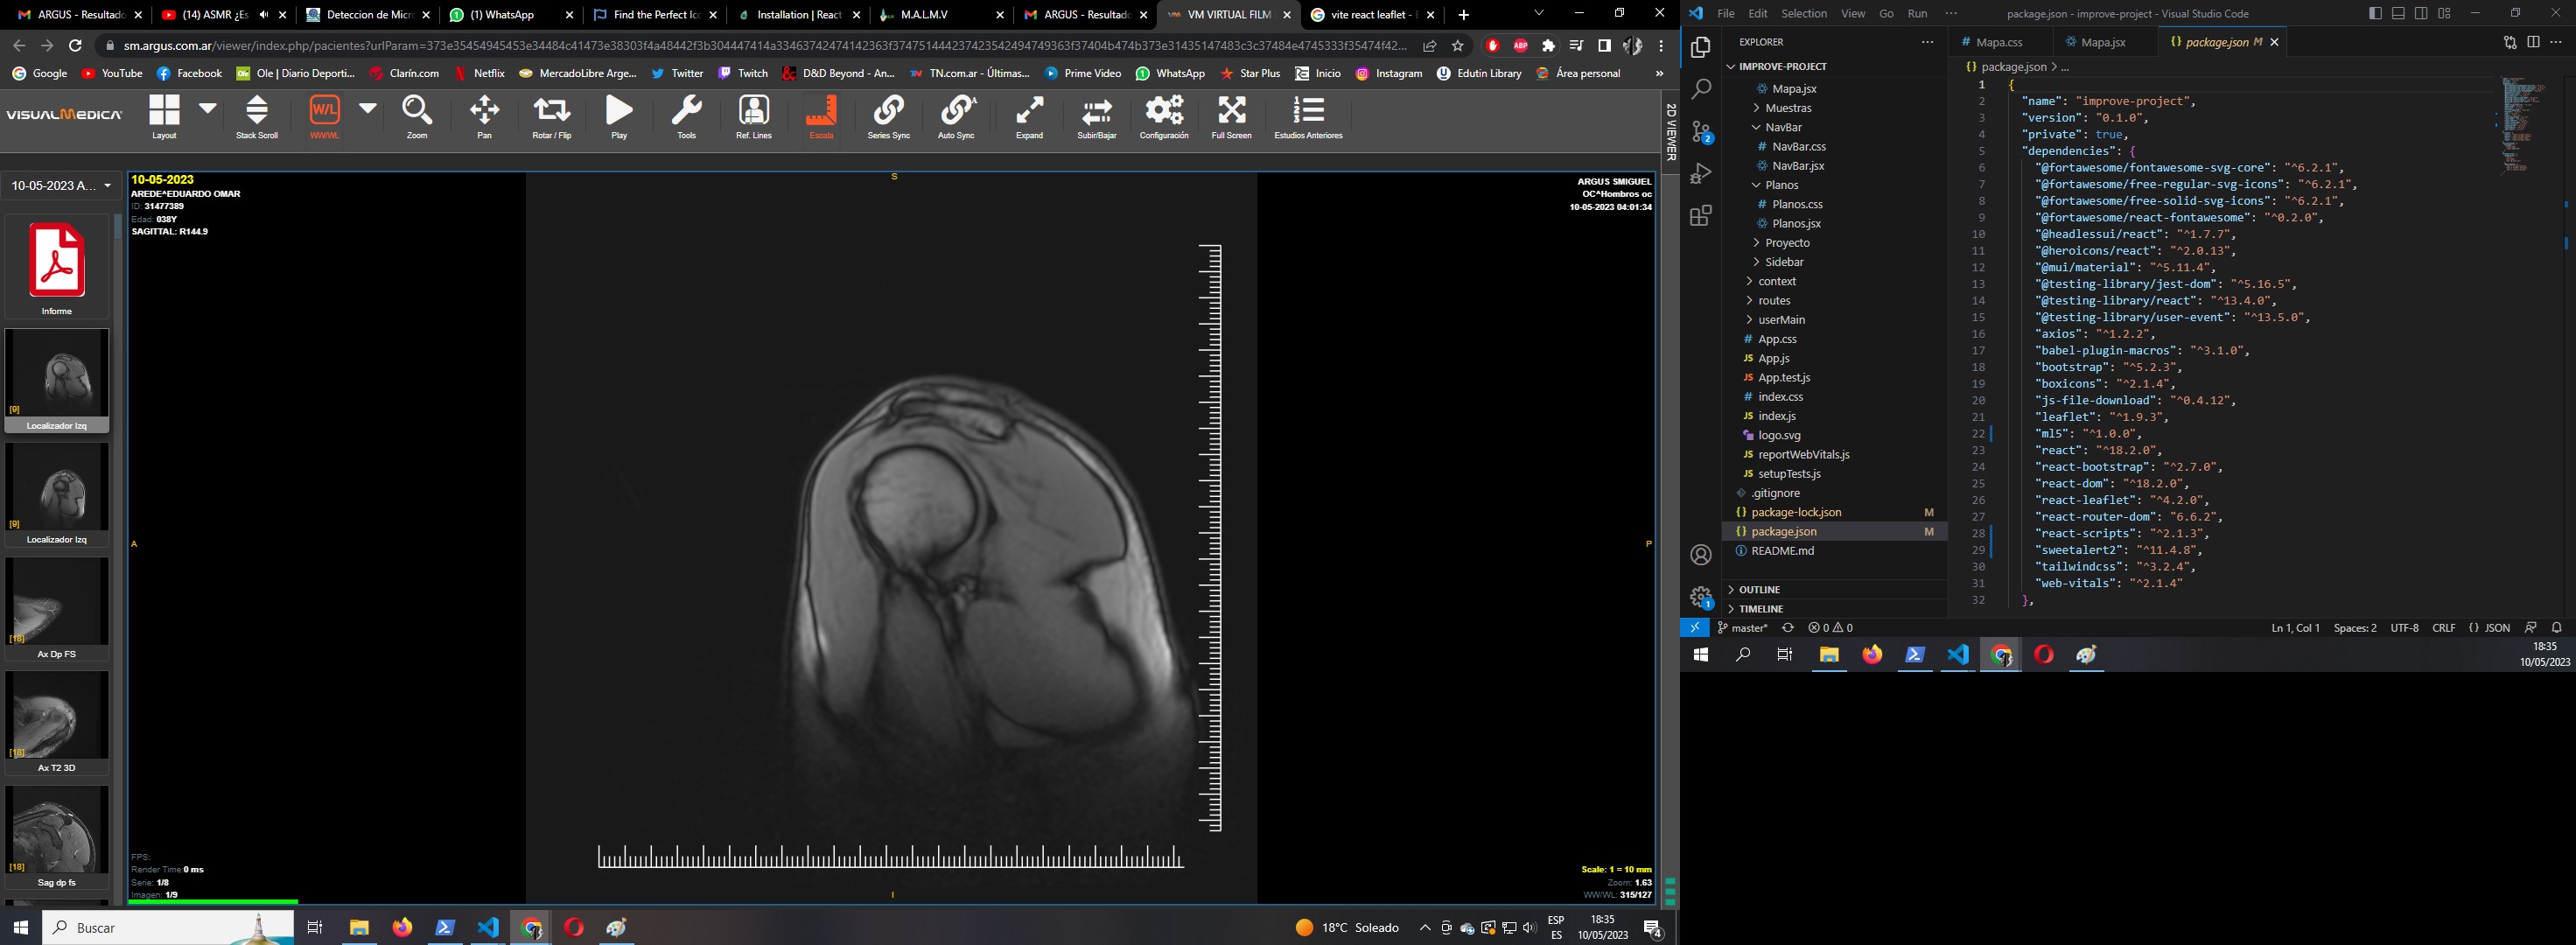 ARGUS - Resultado
(14) ASMR ¿Es
Deteccion de Micr
(1) WhatsApp
Find the Perfect Ic
Installation | React
M.A.L.M.V
ARGUS - Resultado
VM VIRTUAL FILM
vite react leaflet - 
sm.argus.com.ar/viewer/index.php/pacientes?urlParam=
Google
YouTube
Facebook
Ole | Diario Deporti...
Clarín.com
Netflix
MercadoLibre Arge...
Twitter
Twitch
D&D Beyond - An...
TN.com.ar - Últimas...
Prime Video
WhatsApp
Star Plus
Inicio
Instagram
Edutin Library
Área personal
»
VISUALMEDICA
Layout
Stack Scroll
W/L
WW/WL
Zoom
Pan
Rotar / Flip
Play
Tools
Ref. Lines
Escala
Series Sync
Auto Sync
Expand
Subir/Bajar
Configuración
Full Screen
Estudios Anteriores
2D VIEWER
10-05-2023 A...
Informe
[9]
Localizador Izq
[9]
Localizador Izq
[18]
Ax Dp FS
[18]
Ax T2 3D
[18]
Sag dp fs
10-05-2023
AREDE^EDUARDO OMAR
ID: 31477389
Edad: 038Y
SAGITTAL: R144.9
S
ARGUS SMIGUEL
OC^Hombros oc
10-05-2023 04:01:34
A
P
I
FPS:
Render Time:0 ms
Serie: 1/8
Imagen: 1/9
Scale: 1 = 10 mm
Zoom: 1.63
WW/WL: 315/127
Buscar
18°C Soleado
ESP
ES
18:35
10/05/2023
4
File Edit Selection View Go Run ···
package.json - improve-project - Visual Studio Code
EXPLORER
IMPROVE-PROJECT
Mapa.jsx
Muestras
NavBar
NavBar.css
NavBar.jsx
Planos
Planos.css
Planos.jsx
Proyecto
Sidebar
context
routes
userMain
App.css
App.js
App.test.js
index.css
index.js
logo.svg
reportWebVitals.js
setupTests.js
.gitignore
package-lock.json M
package.json M
README.md
OUTLINE
TIMELINE
2
1
Mapa.css
Mapa.jsx
package.json M
package.json > ...
1 {
2 "name": "improve-project",
3 "version": "0.1.0",
4 "private": true,
5 "dependencies": {
6 "@fortawesome/fontawesome-svg-core": "^6.2.1",
7 "@fortawesome/free-regular-svg-icons": "^6.2.1",
8 "@fortawesome/free-solid-svg-icons": "^6.2.1",
9 "@fortawesome/react-fontawesome": "^0.2.0",
10 "@headlessui/react": "^1.7.7",
11 "@heroicons/react": "^2.0.13",
12 "@mui/material": "^5.11.4",
13 "@testing-library/jest-dom": "^5.16.5",
14 "@testing-library/react": "^13.4.0",
15 "@testing-library/user-event": "^13.5.0",
16 "axios": "^1.2.2",
17 "babel-plugin-macros": "^3.1.0",
18 "bootstrap": "^5.2.3",
19 "boxicons": "^2.1.4",
20 "js-file-download": "^0.4.12",
21 "leaflet": "^1.9.3",
22 "ml5": "^1.0.0",
23 "react": "^18.2.0",
24 "react-bootstrap": "^2.7.0",
25 "react-dom": "^18.2.0",
26 "react-leaflet": "^4.2.0",
27 "react-router-dom": "6.6.2",
28 "react-scripts": "^2.1.3",
29 "sweetalert2": "^11.4.8",
30 "tailwindcss": "^3.2.4",
31 "web-vitals": "^2.1.4"
32 },
master*
0 0
Ln 1, Col 1
Spaces: 2
UTF-8
CRLF
{} JSON
18:35
10/05/2023